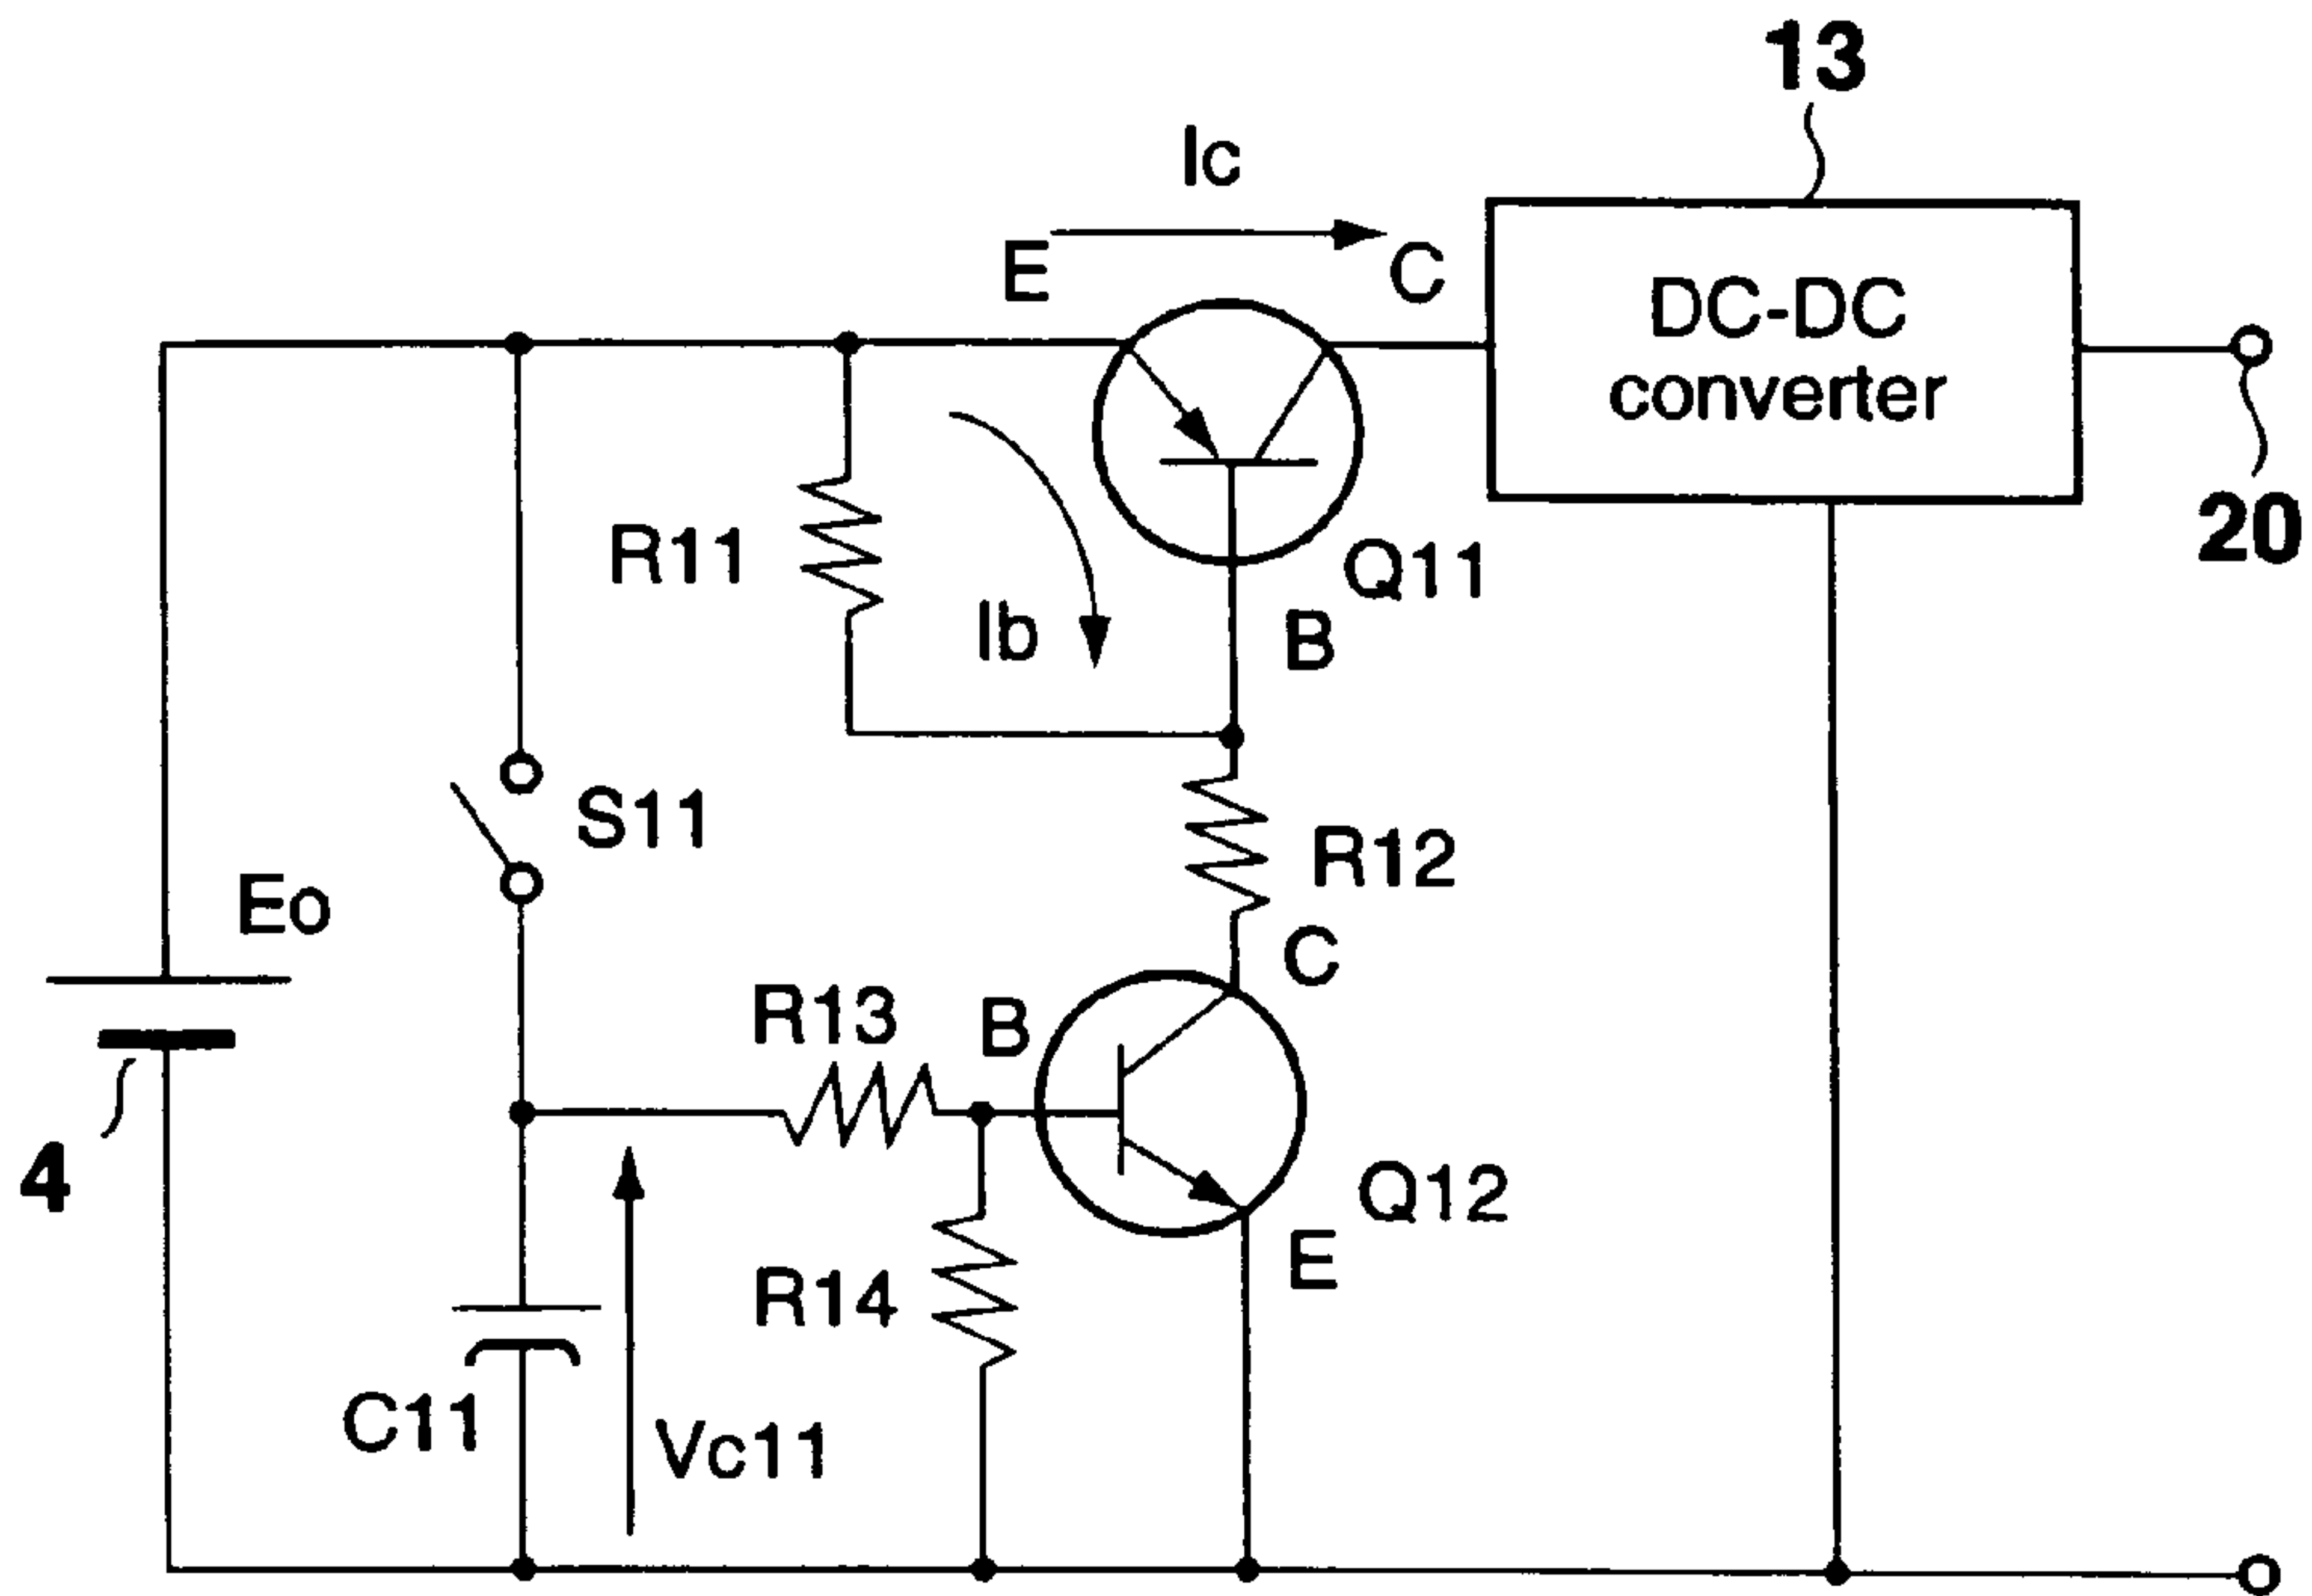 13
Ic
E
C
DC-DC
converter
R11
Q11
20
Ib
B
S11
R12
Eo
C
R13
B
4
Q12
E
R14
C11
Vc11